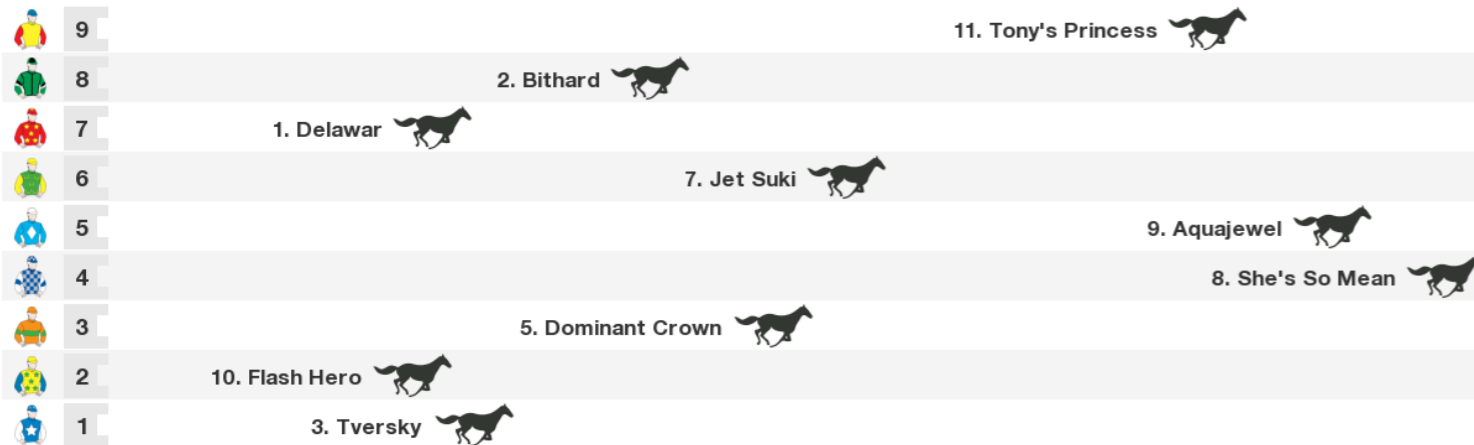 9 11. Tony's Princess
8 2. Bithard
7 1. Delawar
6 7. Jet Suki
5 9. Aquajewel
4 8. She's So Mean
3 5. Dominant Crown
2 10. Flash Hero
1 3. Tversky